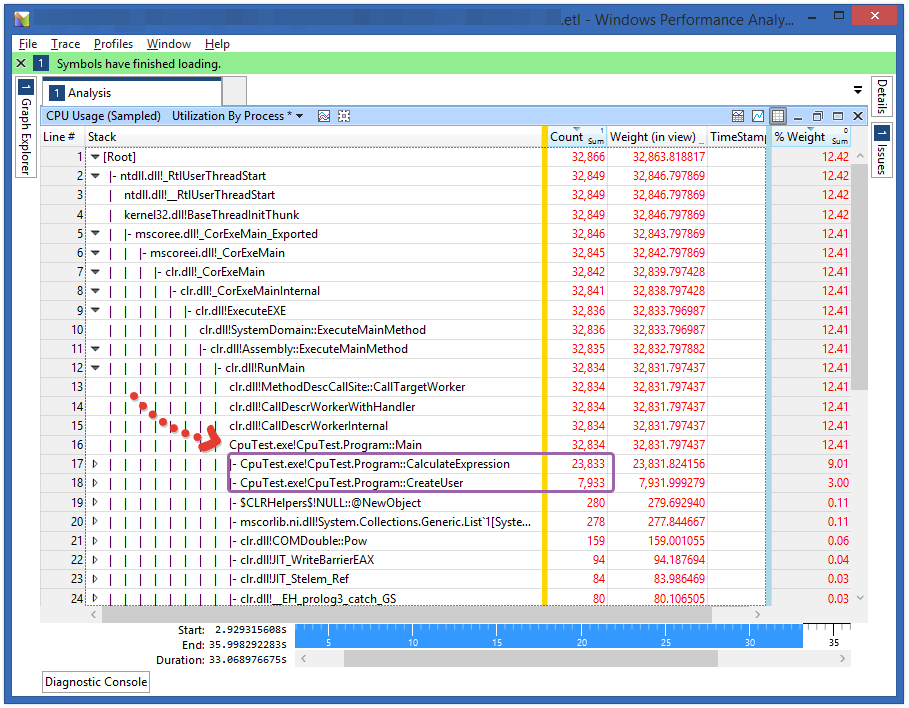 .etl - Windows Performance Analy...
File Trace Profiles Window Help
1 Symbols have finished loading.
1 Graph Explorer
1 Analysis
Details
1 Issues
CPU Usage (Sampled) Utilization By Process *
Line # Stack Count 1 Sum Weight (in view) TimeStamp % Weight 0 Sum
1 [Root] 32,866 32,863.818817 12.42
2 |- ntdll.dll!_RtlUserThreadStart 32,849 32,846.797869 12.42
3 | ntdll.dll!__RtlUserThreadStart 32,849 32,846.797869 12.42
4 | kernel32.dll!BaseThreadInitThunk 32,849 32,846.797869 12.42
5 | |- mscoree.dll!_CorExeMain_Exported 32,846 32,843.797869 12.41
6 | | |- mscoreei.dll!_CorExeMain 32,845 32,842.797869 12.41
7 | | | |- clr.dll!_CorExeMain 32,842 32,839.797428 12.41
8 | | | | |- clr.dll!_CorExeMainInternal 32,841 32,838.797428 12.41
9 | | | | | |- clr.dll!ExecuteEXE 32,836 32,833.796987 12.41
10 | | | | | | clr.dll!SystemDomain::ExecuteMainMethod 32,836 32,833.796987 12.41
11 | | | | | | |- clr.dll!Assembly::ExecuteMainMethod 32,835 32,832.797882 12.41
12 | | | | | | | |- clr.dll!RunMain 32,834 32,831.797437 12.41
13 | | | | | | | | clr.dll!MethodDescCallSite::CallTargetWorker 32,834 32,831.797437 12.41
14 | | | | | | | | clr.dll!CallDescrWorkerWithHandler 32,834 32,831.797437 12.41
15 | | | | | | | | clr.dll!CallDescrWorkerInternal 32,834 32,831.797437 12.41
16 | | | | | | | | CpuTest.exe!CpuTest.Program::Main 32,834 32,831.797437 12.41
17 | | | | | | | | |- CpuTest.exe!CpuTest.Program::CalculateExpression 23,833 23,831.824156 9.01
18 | | | | | | | | |- CpuTest.exe!CpuTest.Program::CreateUser 7,933 7,931.999279 3.00
19 | | | | | | | | |- $CLRHelpers$!NULL::@NewObject 280 279.692940 0.11
20 | | | | | | | | |- mscorlib.ni.dll!System.Collections.Generic.List`1[Syste... 278 277.844667 0.11
21 | | | | | | | | |- clr.dll!COMDouble::Pow 159 159.001055 0.06
22 | | | | | | | | |- clr.dll!JIT_WriteBarrierEAX 94 94.187694 0.04
23 | | | | | | | | |- clr.dll!JIT_Stelem_Ref 84 83.986469 0.03
24 | | | | | | | | |- clr.dll!__EH_prolog3_catch_GS 80 80.106505 0.03
Start: 2.929315608s
End: 35.998292283s
Duration: 33.068976675s
5 10 15 20 25 30 35
Diagnostic Console